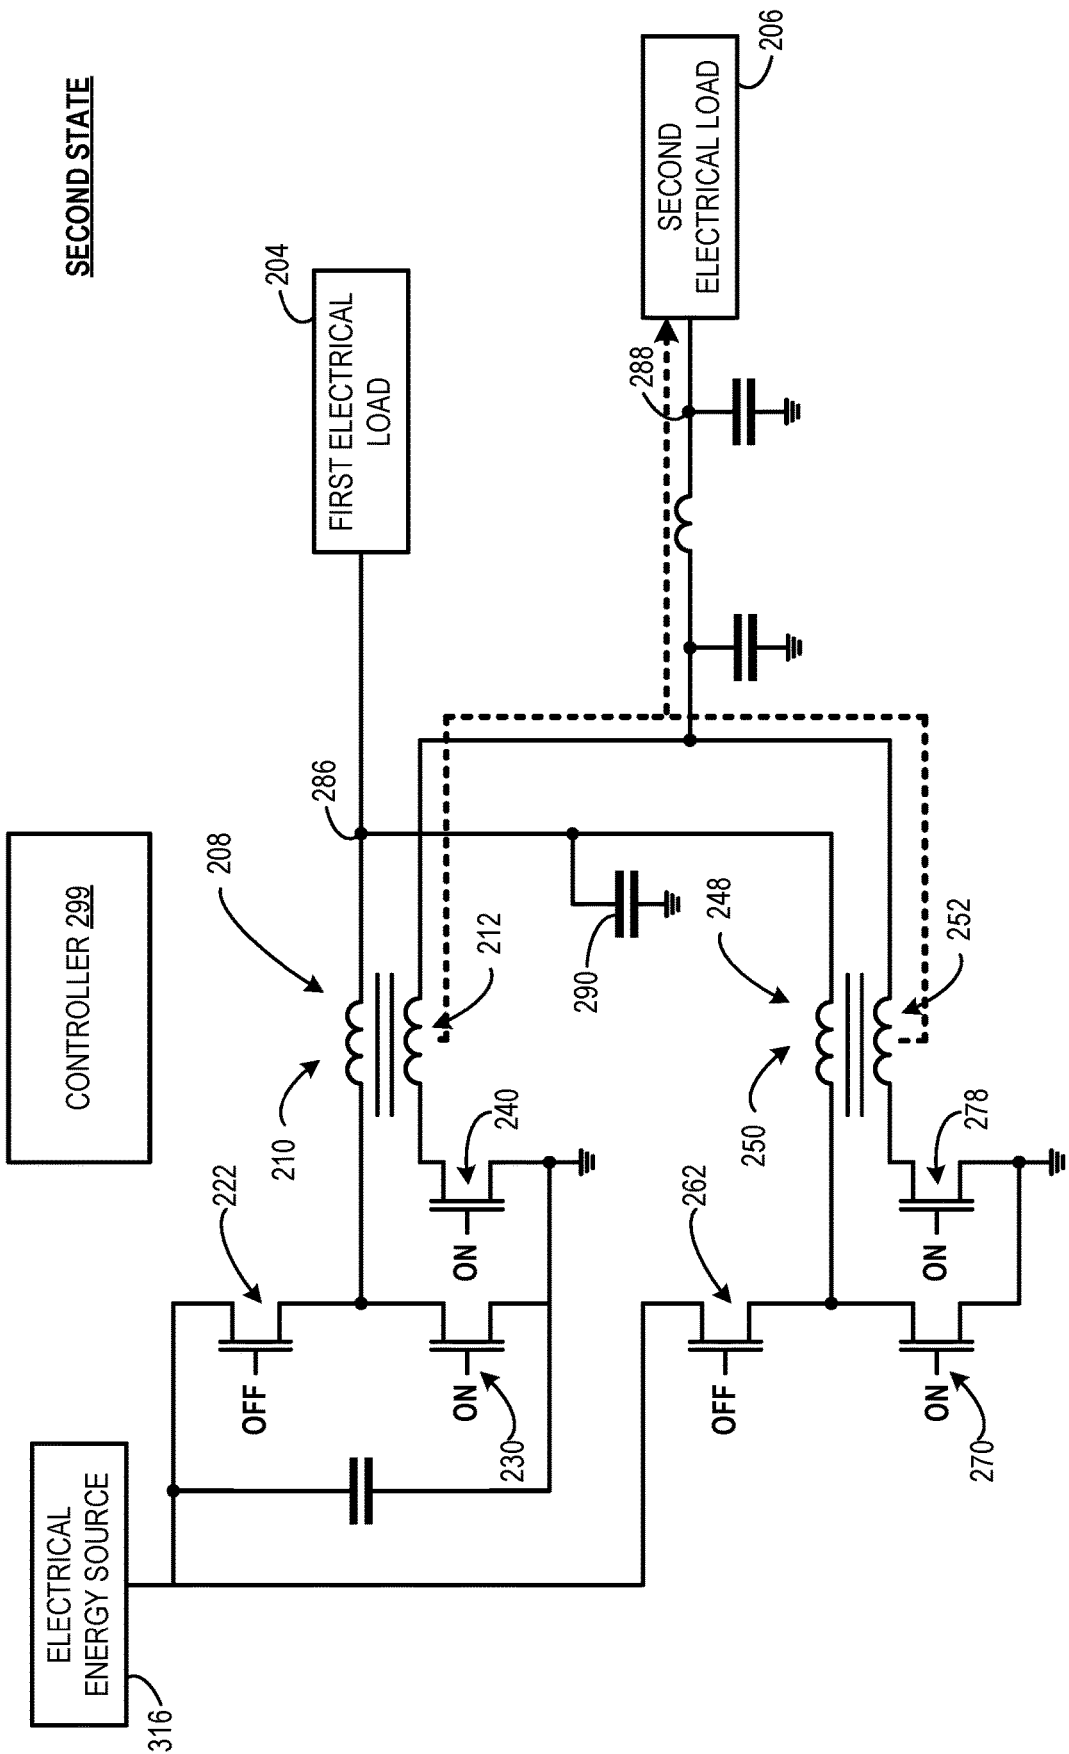 SECOND STATE
CONTROLLER 299
ELECTRICAL
ENERGY SOURCE
316
222
OFF
210
208
286
FIRST ELECTRICAL
LOAD
204
230
ON
240
ON
212
290
288
SECOND
ELECTRICAL LOAD
206
262
OFF
250
248
270
ON
278
ON
252